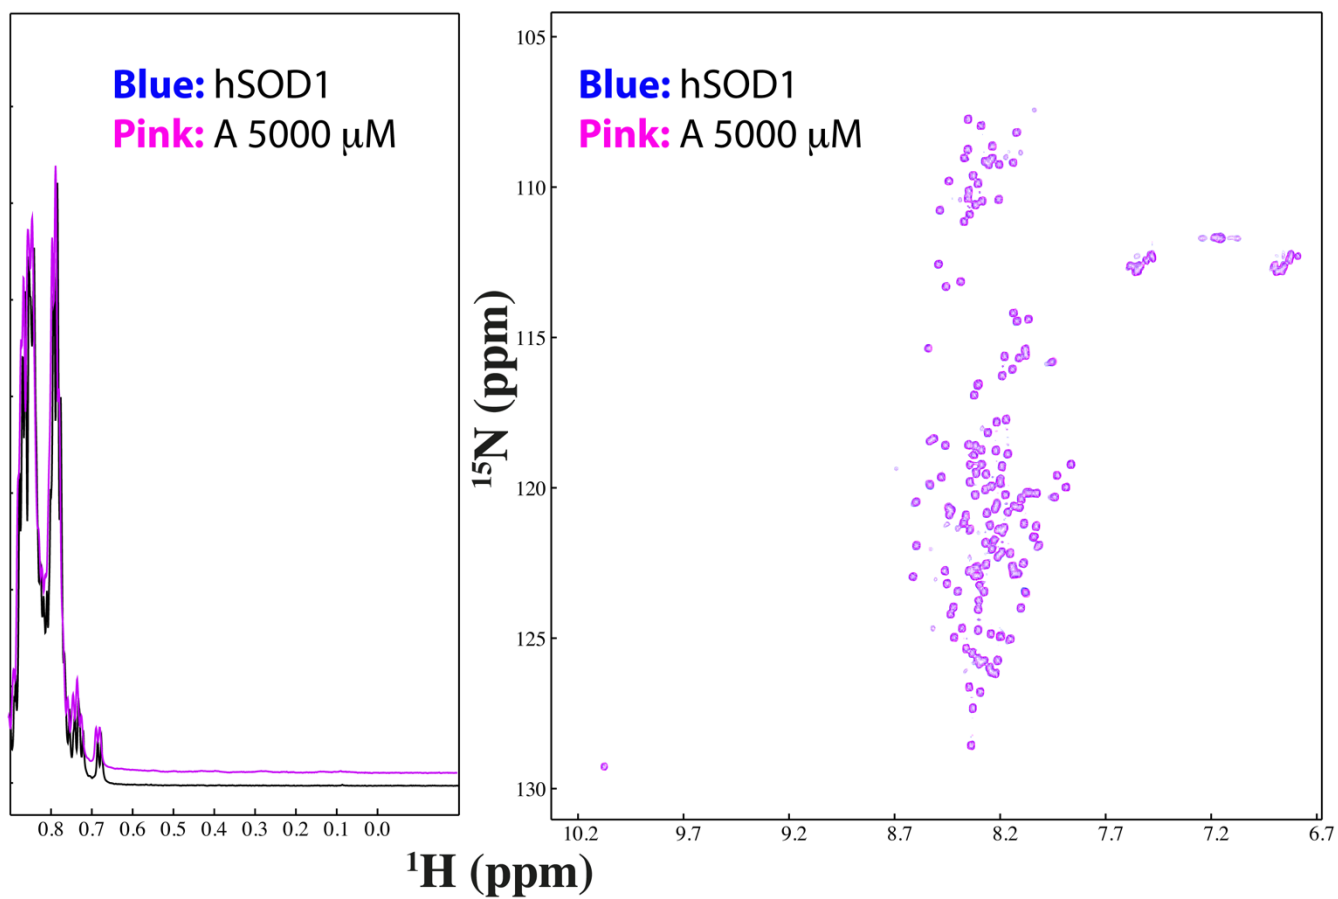 Blue: hSOD1
Pink: A 5000 μM
0.8 0.7 0.6 0.5 0.4 0.3 0.2 0.1 0.0
Blue: hSOD1
Pink: A 5000 μM
15N (ppm)
105
110
115
120
125
130
10.2 9.7 9.2 8.7 8.2 7.7 7.2 6.7
1H (ppm)